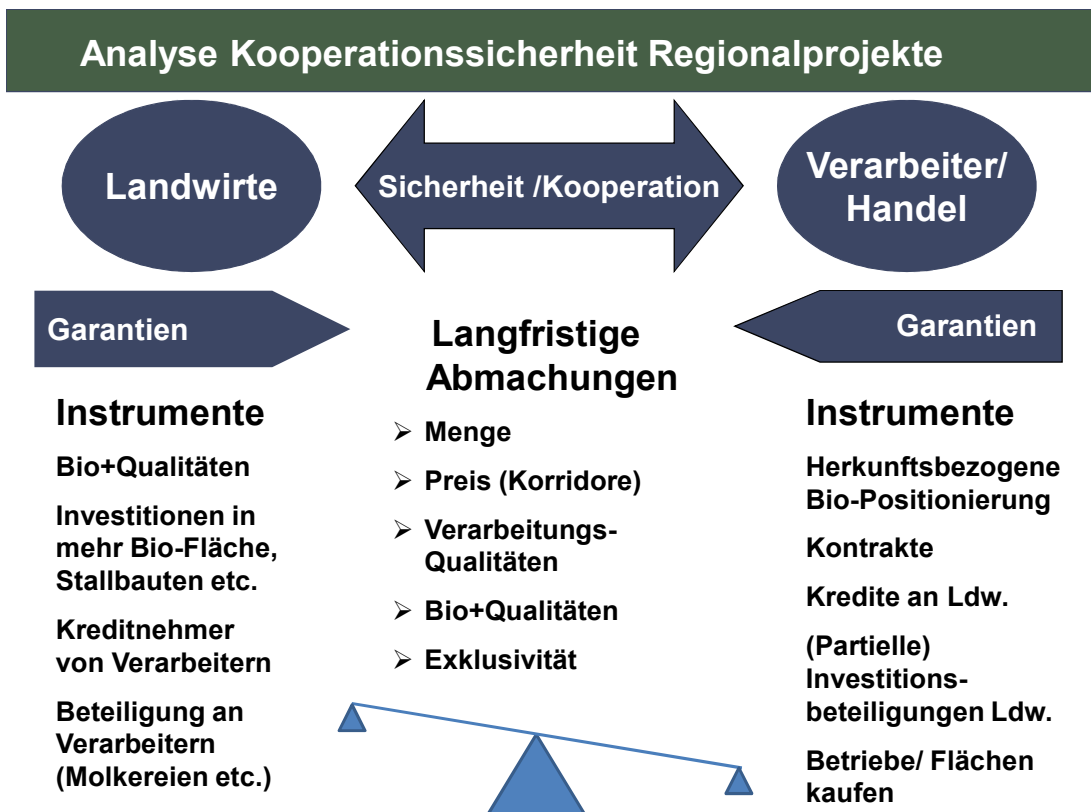 Analyse Kooperationssicherheit Regionalprojekte
Landwirte
Sicherheit /Kooperation
Verarbeiter/
Handel
Garantien
Langfristige
Abmachungen
Garantien
Instrumente
Bio+Qualitäten
Investitionen in
mehr Bio-Fläche,
Stallbauten etc.
Kreditnehmer
von Verarbeitern
Beteiligung an
Verarbeitern
(Molkereien etc.)
➢ Menge
➢ Preis (Korridore)
➢ Verarbeitungs-
Qualitäten
➢ Bio+Qualitäten
➢ Exklusivität
Instrumente
Herkunftsbezogene
Bio-Positionierung
Kontrakte
Kredite an Ldw.
(Partielle)
Investitions-
beteiligungen Ldw.
Betriebe/ Flächen
kaufen